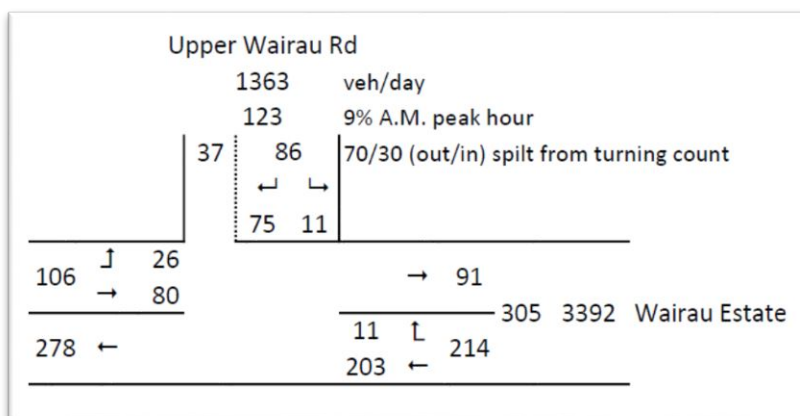 Upper Wairau Rd
1363 veh/day
123 9% A.M. peak hour
37 86 70/30 (out/in) spilt from turning count
75 11
26
106
80
91
305 3392 Wairau Estate
11
278
214
203